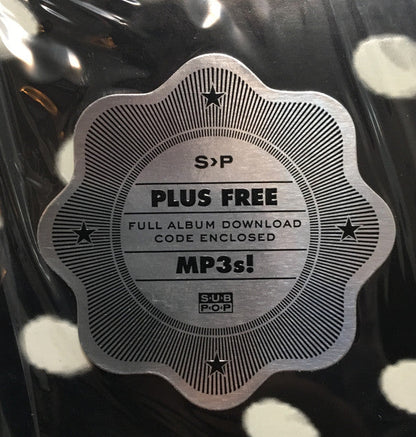 S>P
PLUS FREE
FULL ALBUM DOWNLOAD
CODE ENCLOSED
MP3s!
SUB
POP